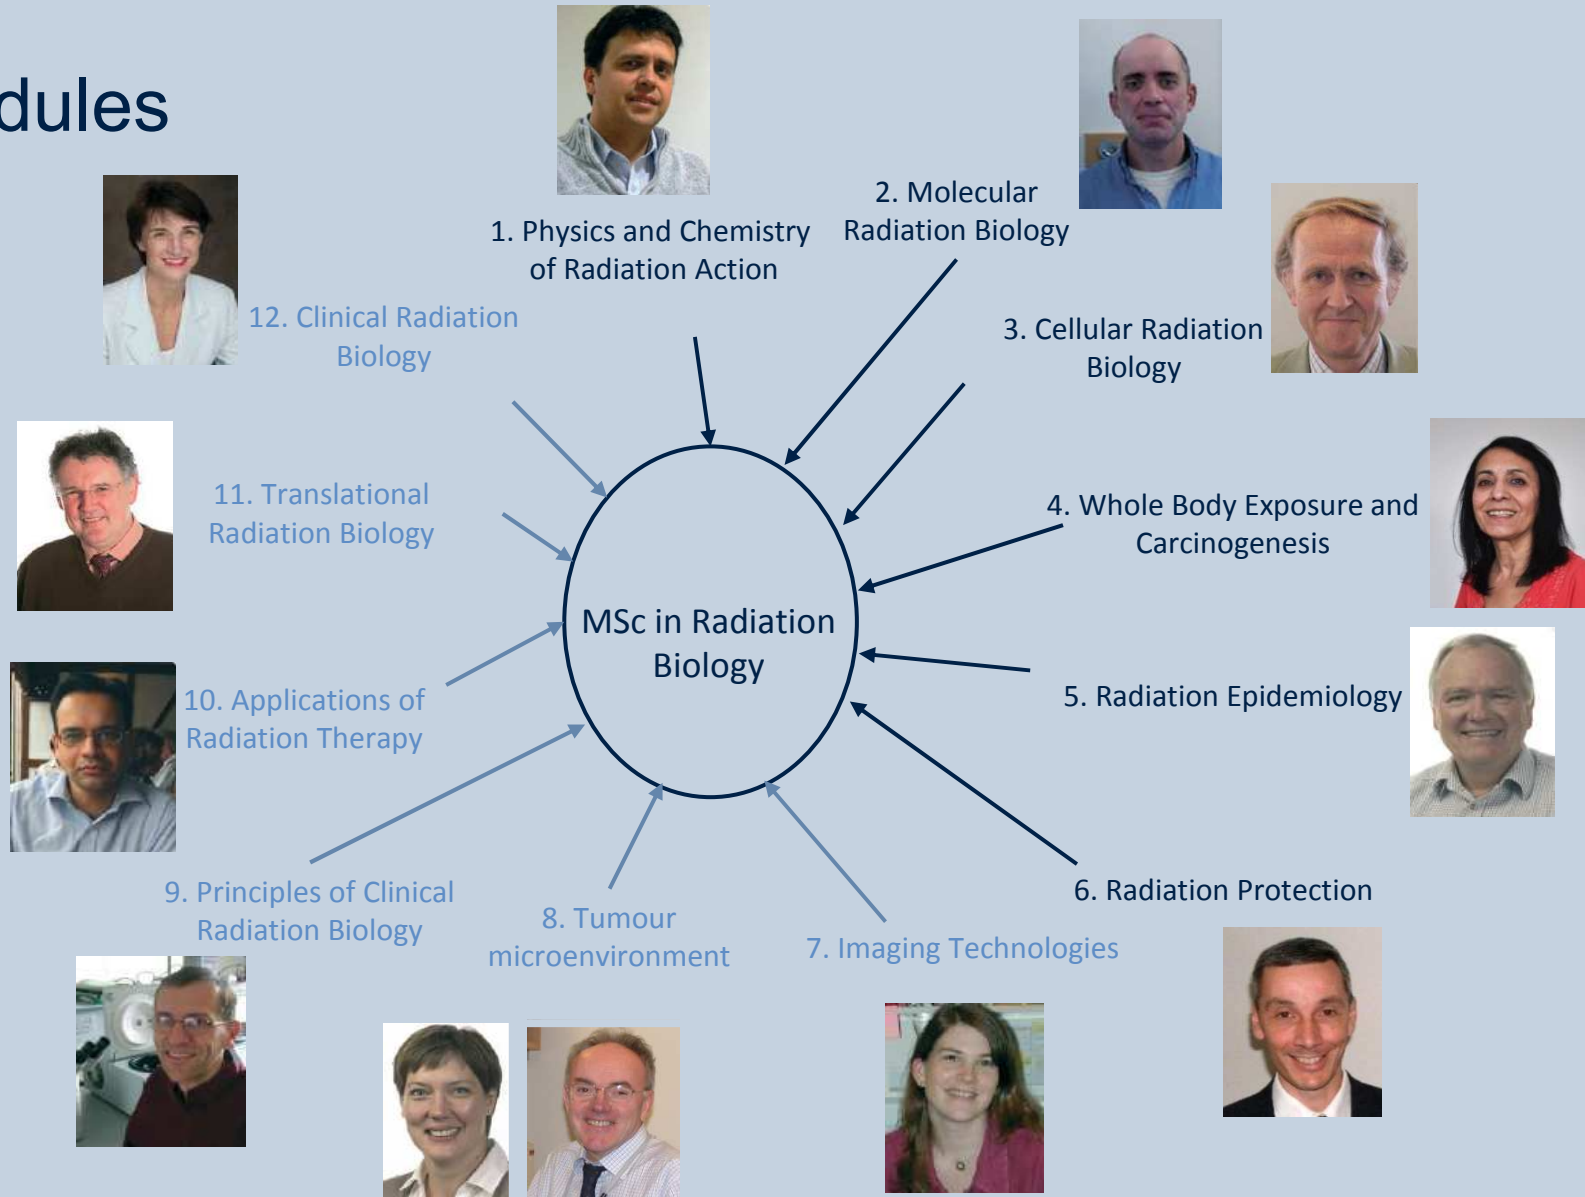 dules
1. Physics and Chemistry
of Radiation Action
2. Molecular
Radiation Biology
3. Cellular Radiation
Biology
4. Whole Body Exposure and
Carcinogenesis
5. Radiation Epidemiology
6. Radiation Protection
7. Imaging Technologies
8. Tumour
microenvironment
9. Principles of Clinical
Radiation Biology
10. Applications of
Radiation Therapy
11. Translational
Radiation Biology
12. Clinical Radiation
Biology
MSc in Radiation
Biology